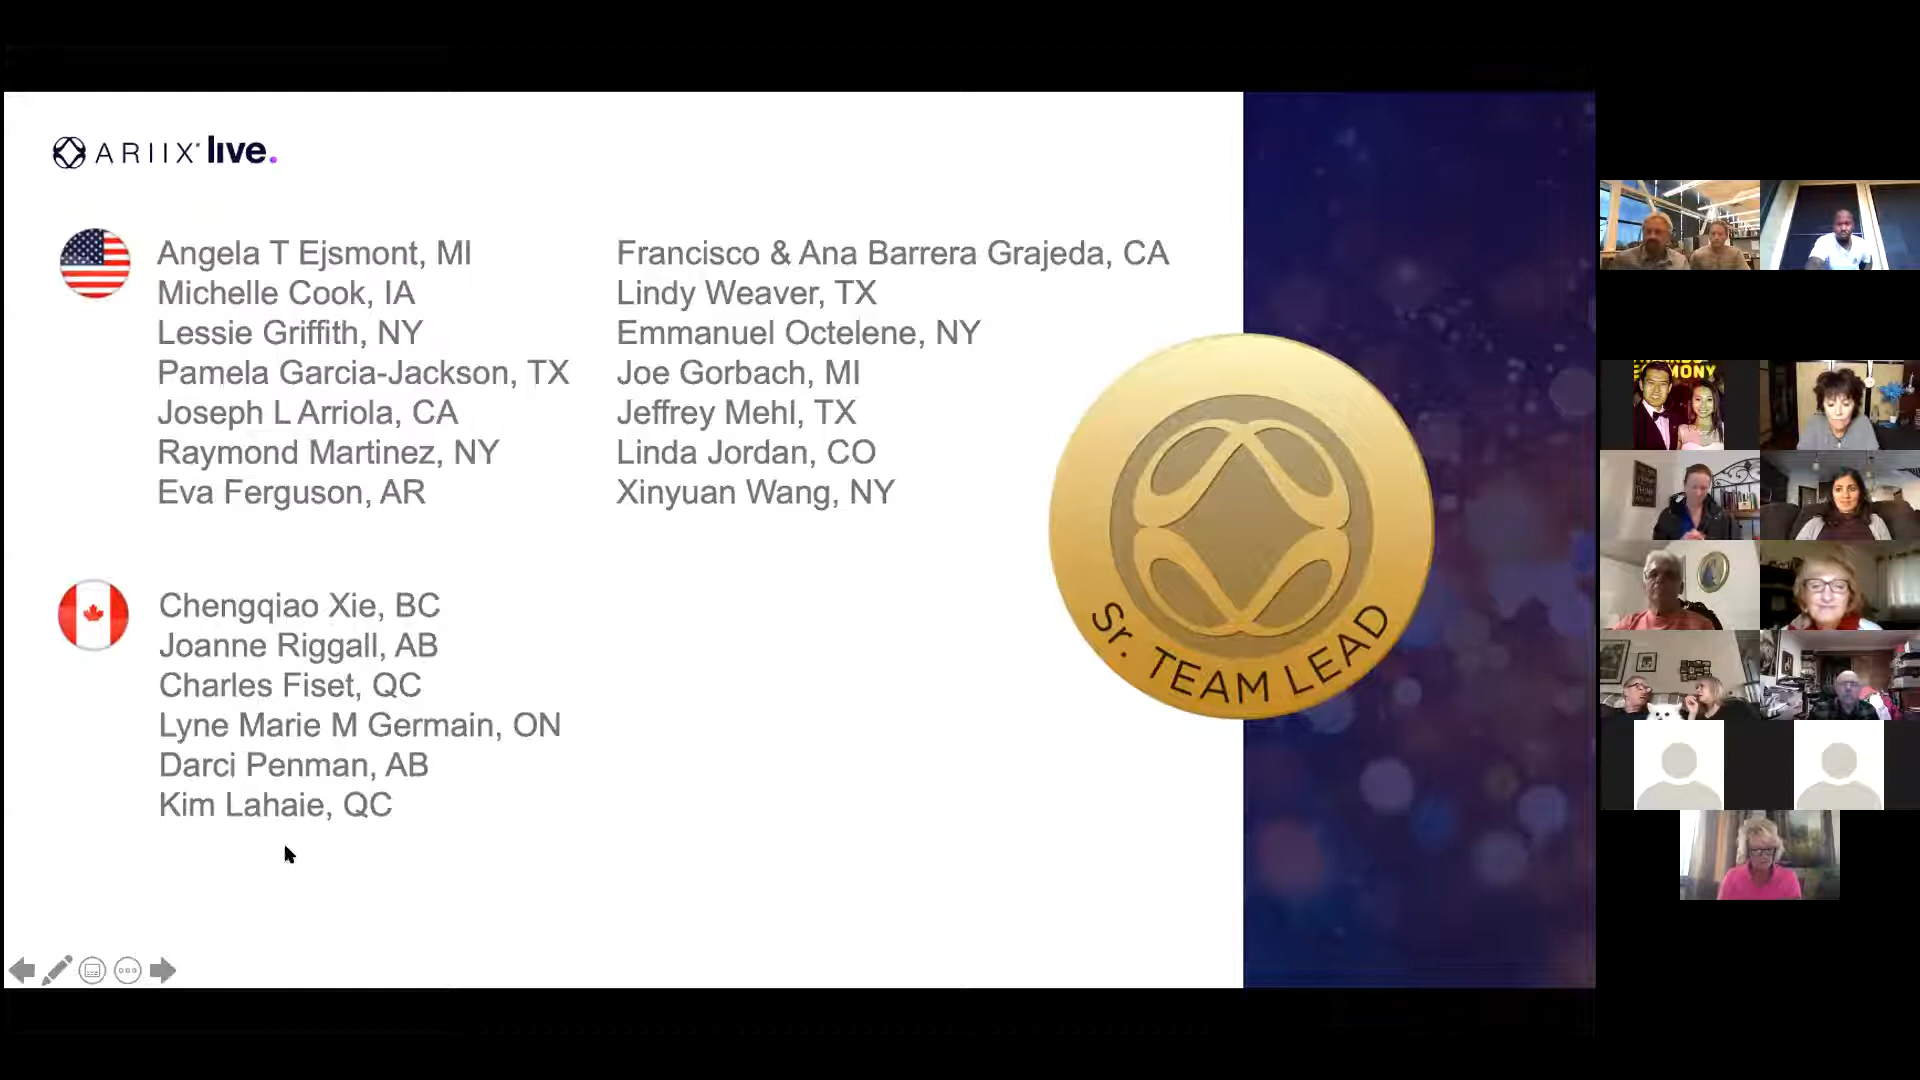 ARIIX live.
Angela T Ejsmont, MI
Michelle Cook, IA
Lessie Griffith, NY
Pamela Garcia-Jackson, TX
Joseph L Arriola, CA
Raymond Martinez, NY
Eva Ferguson, AR
Francisco & Ana Barrera Grajeda, CA
Lindy Weaver, TX
Emmanuel Octelene, NY
Joe Gorbach, MI
Jeffrey Mehl, TX
Linda Jordan, CO
Xinyuan Wang, NY
Chengqiao Xie, BC
Joanne Riggall, AB
Charles Fiset, QC
Lyne Marie M Germain, ON
Darci Penman, AB
Kim Lahaie, QC
Sr. TEAM LEAD